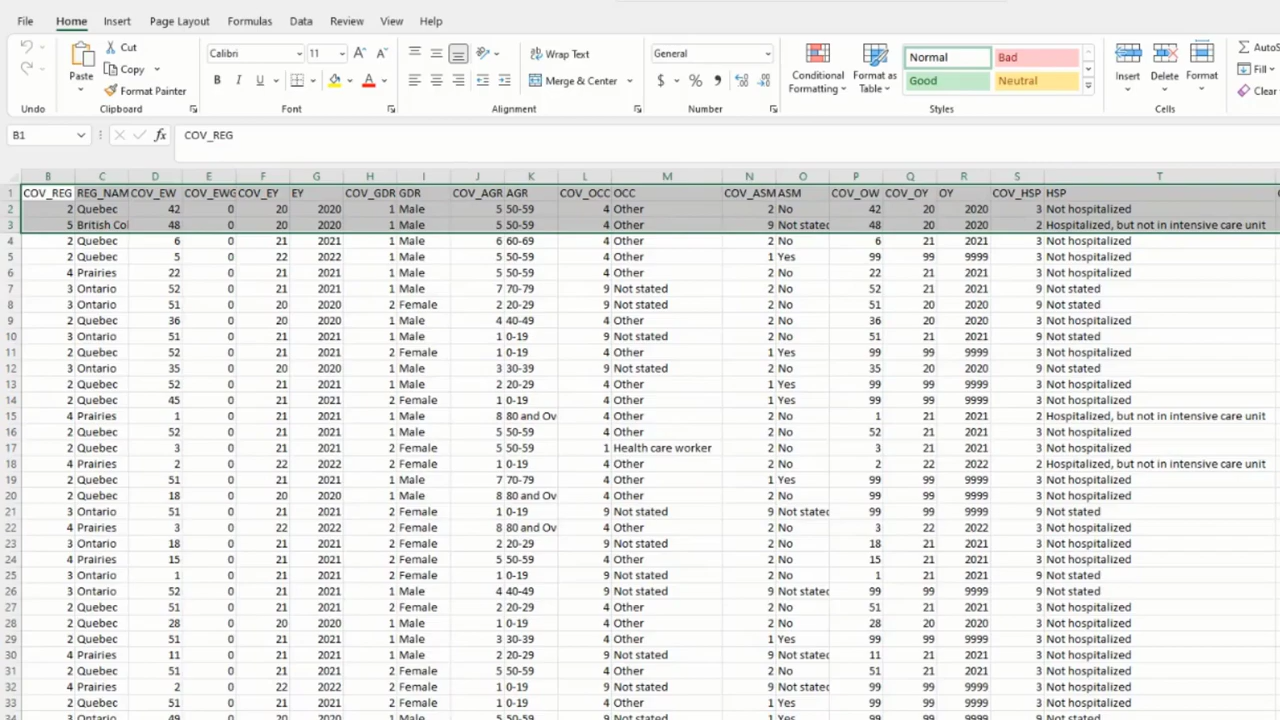 File Home Insert Page Layout Formulas Data Review View Help
Cut Calibri 11 Wrap Text General Normal Bad
Paste Copy Conditional Format as Insert Delete Format Fill
Format Painter B I U Merge & Center $ % Formatting Table Good Neutral Clear
Undo Clipboard Font Alignment Number Styles Cells
B1 fx COV_REG
B C D E F G H I J K L M N O P Q R S T
1 COV_REG REG_NAM COV_EW COV_EWG COV_EY EY COV_GDR GDR COV_AGR AGR COV_OCC OCC COV_ASM ASM COV_OW COV_OY OY COV_HSP HSP
2 2 Quebec 42 0 20 2020 1 Male 5 50-59 4 Other 2 No 42 20 2020 3 Not hospitalized
3 5 British Col 48 0 20 2020 1 Male 5 50-59 4 Other 9 Not stated 48 20 2020 2 Hospitalized, but not in intensive care unit
4 2 Quebec 6 0 21 2021 1 Male 6 60-69 4 Other 2 No 6 21 2021 3 Not hospitalized
5 2 Quebec 5 0 22 2022 1 Male 5 50-59 4 Other 1 Yes 99 99 9999 3 Not hospitalized
6 4 Prairies 22 0 21 2021 1 Male 5 50-59 4 Other 2 No 22 21 2021 3 Not hospitalized
7 3 Ontario 52 0 21 2021 1 Male 7 70-79 9 Not stated 2 No 52 21 2021 9 Not stated
8 3 Ontario 51 0 20 2020 2 Female 2 20-29 9 Not stated 2 No 51 20 2020 9 Not stated
9 2 Quebec 36 0 20 2020 1 Male 4 40-49 4 Other 2 No 36 20 2020 3 Not hospitalized
10 3 Ontario 51 0 21 2021 1 Male 1 0-19 9 Not stated 2 No 51 21 2021 9 Not stated
11 2 Quebec 52 0 21 2021 2 Female 1 0-19 4 Other 1 Yes 99 99 9999 3 Not hospitalized
12 3 Ontario 35 0 20 2020 1 Male 3 30-39 9 Not stated 2 No 35 20 2020 9 Not stated
13 2 Quebec 52 0 21 2021 1 Male 2 20-29 4 Other 1 Yes 99 99 9999 3 Not hospitalized
14 2 Quebec 45 0 21 2021 2 Female 1 0-19 4 Other 1 Yes 99 99 9999 3 Not hospitalized
15 4 Prairies 1 0 21 2021 1 Male 8 80 and Ov 4 Other 2 No 1 21 2021 2 Hospitalized, but not in intensive care unit
16 2 Quebec 52 0 21 2021 1 Male 2 20-29 4 Other 2 No 52 21 2021 3 Not hospitalized
17 2 Quebec 3 0 21 2021 2 Female 5 50-59 1 Health care worker 2 No 3 21 2021 3 Not hospitalized
18 4 Prairies 2 0 22 2022 2 Female 1 0-19 4 Other 2 No 2 22 2022 2 Hospitalized, but not in intensive care unit
19 2 Quebec 51 0 21 2021 1 Male 7 70-79 4 Other 1 Yes 99 99 9999 3 Not hospitalized
20 2 Quebec 18 0 20 2020 2 Female 8 80 and Ov 4 Other 2 No 99 99 9999 3 Not hospitalized
21 3 Ontario 51 0 21 2021 2 Female 1 0-19 9 Not stated 9 Not stated 99 99 9999 9 Not stated
22 4 Prairies 3 0 22 2022 2 Female 8 80 and Ov 4 Other 2 No 3 22 2022 3 Not hospitalized
23 3 Ontario 18 0 21 2021 2 Female 2 20-29 9 Not stated 2 No 18 21 2021 9 Not stated
24 4 Prairies 15 0 21 2021 2 Female 5 50-59 4 Other 2 No 15 21 2021 3 Not hospitalized
25 3 Ontario 1 0 21 2021 2 Female 1 0-19 9 Not stated 2 No 1 21 2021 9 Not stated
26 3 Ontario 52 0 21 2021 1 Male 4 40-49 9 Not stated 9 Not stated 99 99 9999 9 Not stated
27 2 Quebec 51 0 21 2021 2 Female 2 20-29 4 Other 2 No 51 21 2021 3 Not hospitalized
28 2 Quebec 28 0 20 2020 1 Male 1 0-19 4 Other 2 No 28 20 2020 3 Not hospitalized
29 2 Quebec 51 0 21 2021 1 Male 3 30-39 4 Other 1 Yes 99 99 9999 3 Not hospitalized
30 4 Prairies 11 0 21 2021 1 Male 2 20-29 9 Not stated 9 Not stated 11 21 2021 3 Not hospitalized
31 2 Quebec 51 0 21 2021 2 Female 5 50-59 4 Other 2 No 51 21 2021 3 Not hospitalized
32 4 Prairies 2 0 22 2022 2 Female 1 0-19 9 Not stated 9 Not stated 99 99 9999 3 Not hospitalized
33 2 Quebec 51 0 21 2021 2 Female 1 0-19 4 Other 1 Yes 99 99 9999 3 Not hospitalized